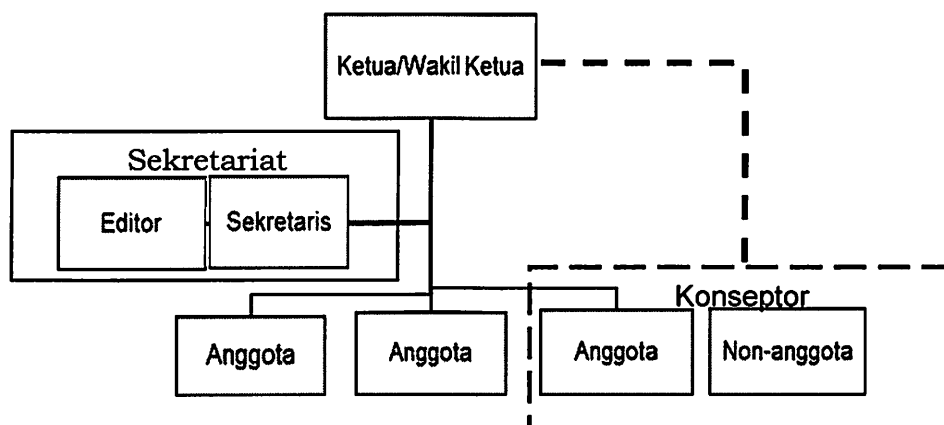 Ketua/Wakil Ketua
Sekretariat
Editor
Sekretaris
Konseptor
Anggota
Anggota
Anggota
Non-anggota